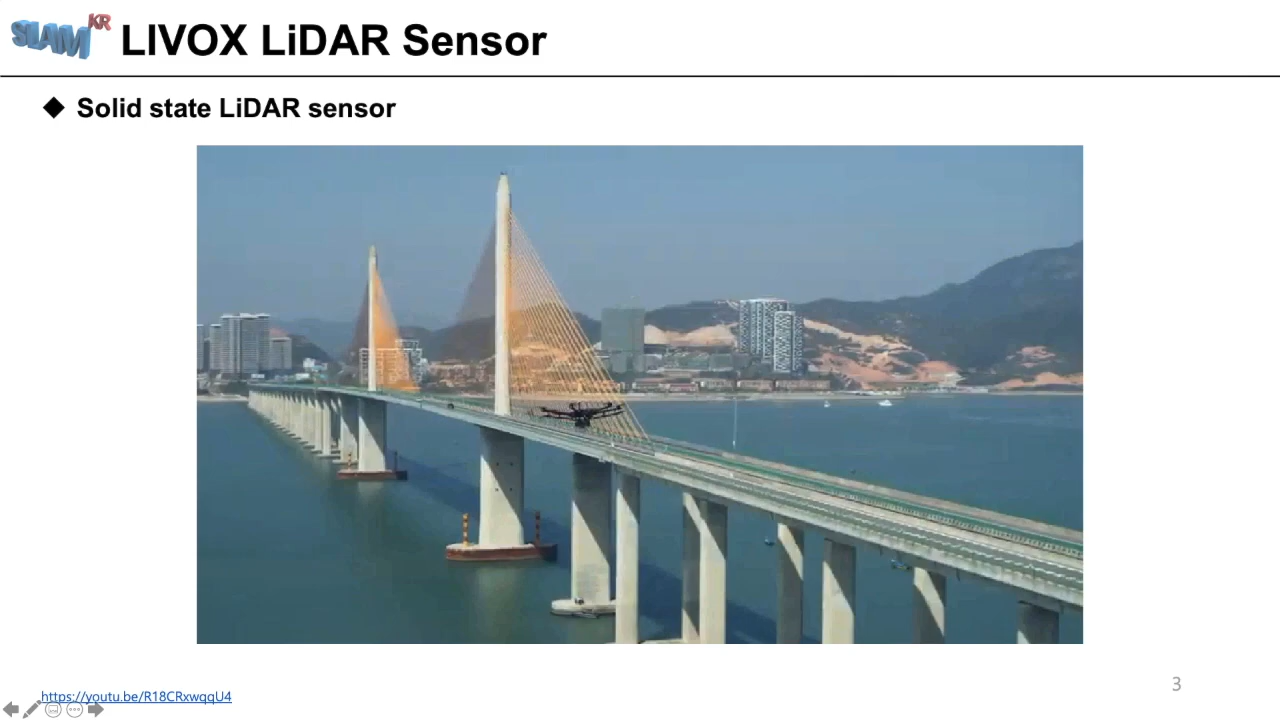 SLAM KR
LIVOX LiDAR Sensor
◆ Solid state LiDAR sensor
https://youtu.be/R18CRxwqqU4
3